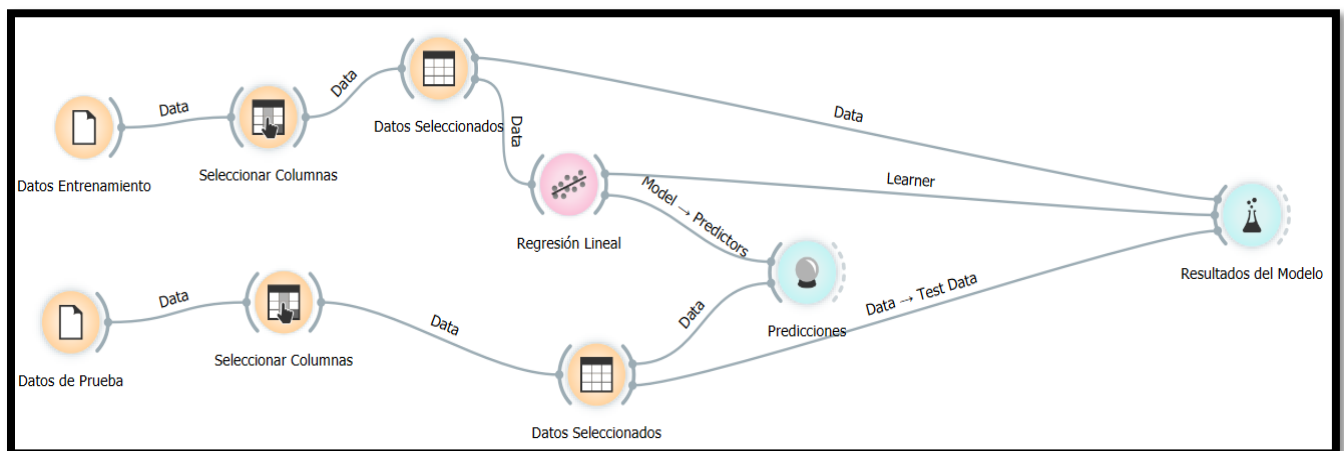 Datos Entrenamiento
Data
Seleccionar Columnas
Data
Datos Seleccionados
Data
Data
Regresión Lineal
Learner
Model → Predictors
Resultados del Modelo
Datos de Prueba
Data
Seleccionar Columnas
Data
Datos Seleccionados
Data
Predicciones
Data → Test Data